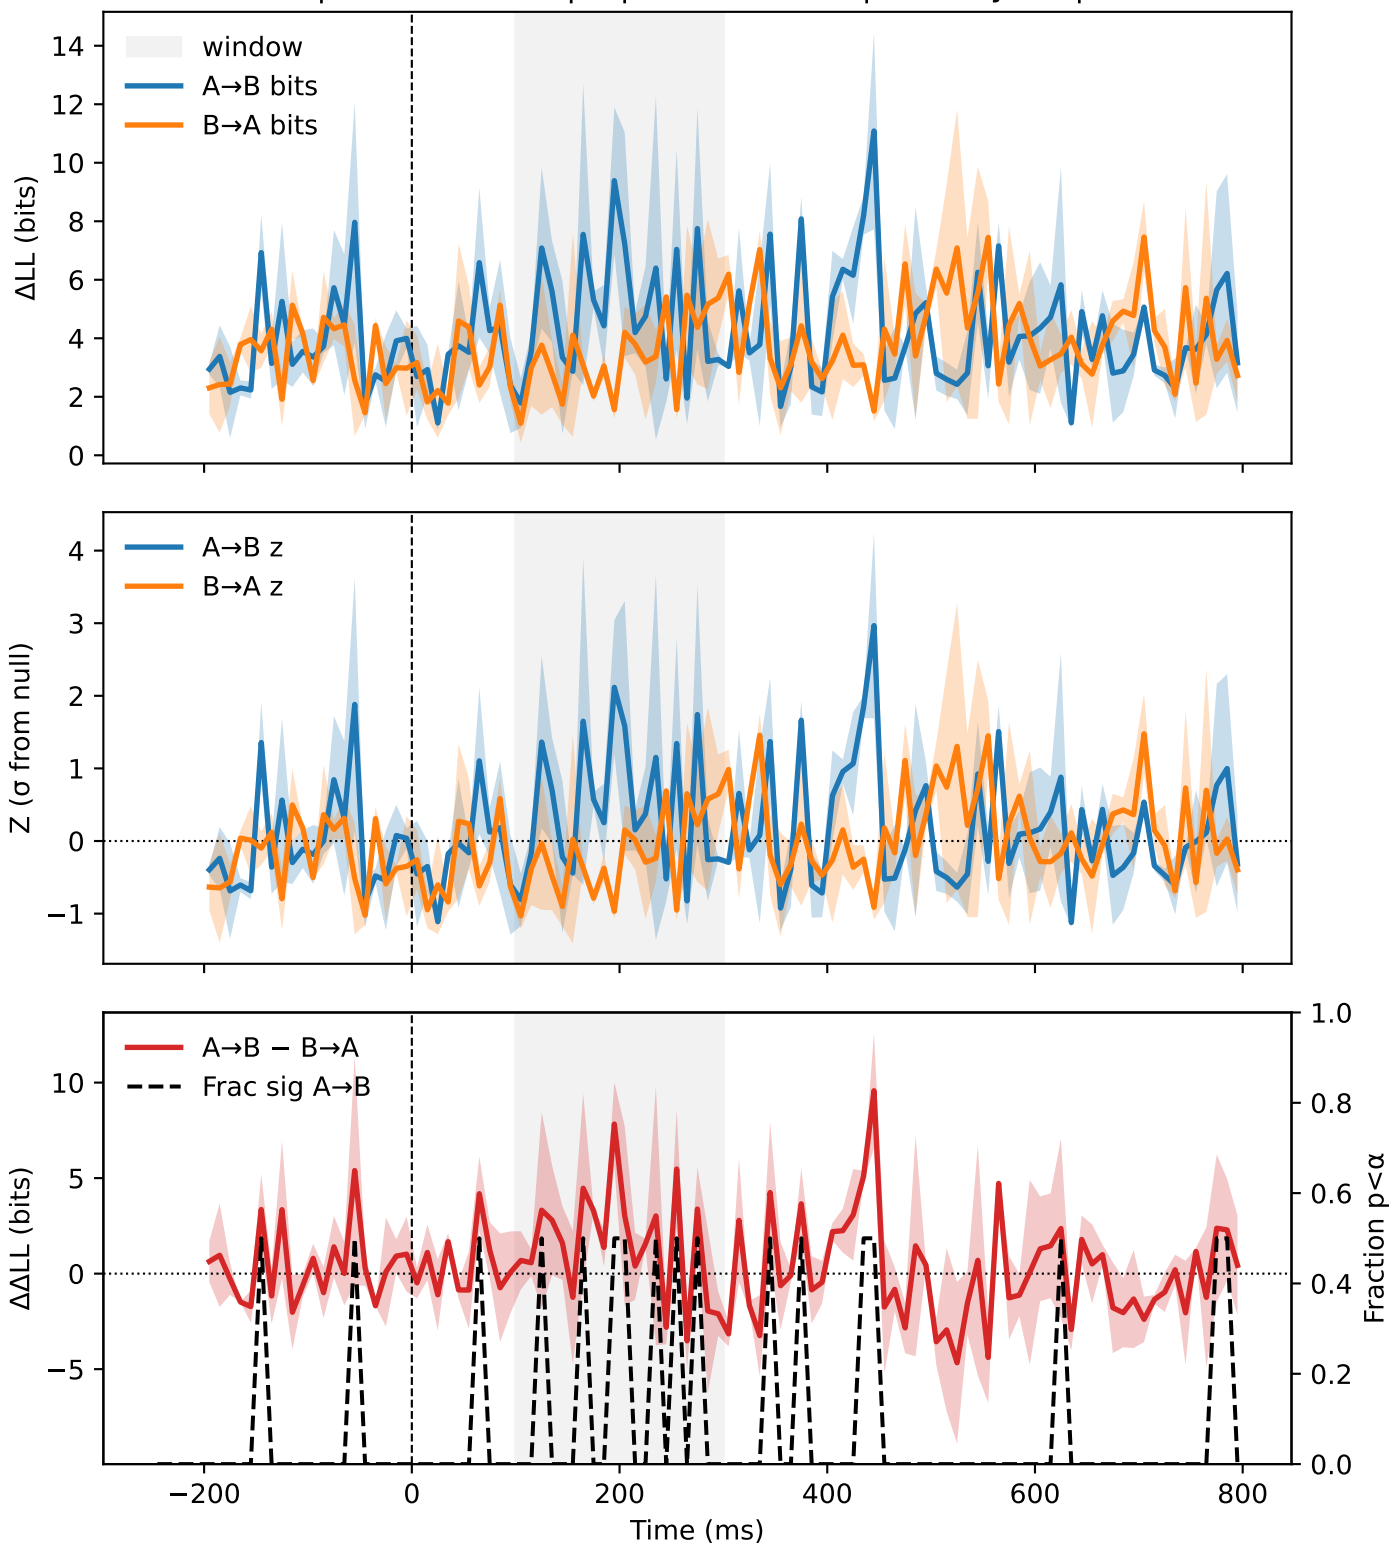 14
12
10
8
6
4
2
0
ΔLL (bits)
window
A→B bits
B→A bits
4
3
2
1
0
−1
Z (σ from null)
A→B z
B→A z
10
5
0
−5
ΔΔLL (bits)
A→B − B→A
Frac sig A→B
1.0
0.8
0.6
0.4
0.2
0.0
Fraction p<α
−200 0 200 400 600 800
Time (ms)